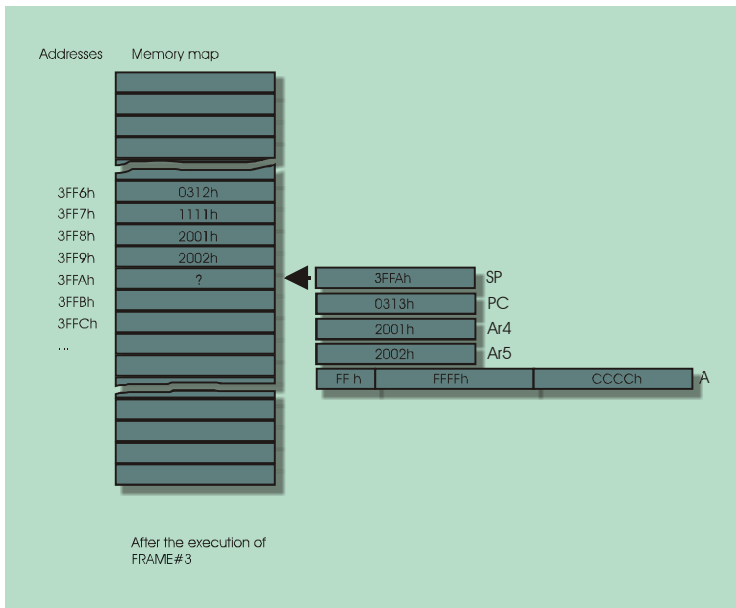 Addresses Memory map
3FF6h 0312h
3FF7h 1111h
3FF8h 2001h
3FF9h 2002h
3FFAh ? 3FFAh SP
3FFBh 0313h PC
3FFCh 2001h Ar4
... 2002h Ar5
FF h FFFFh CCCCh A
After the execution of
FRAME#3